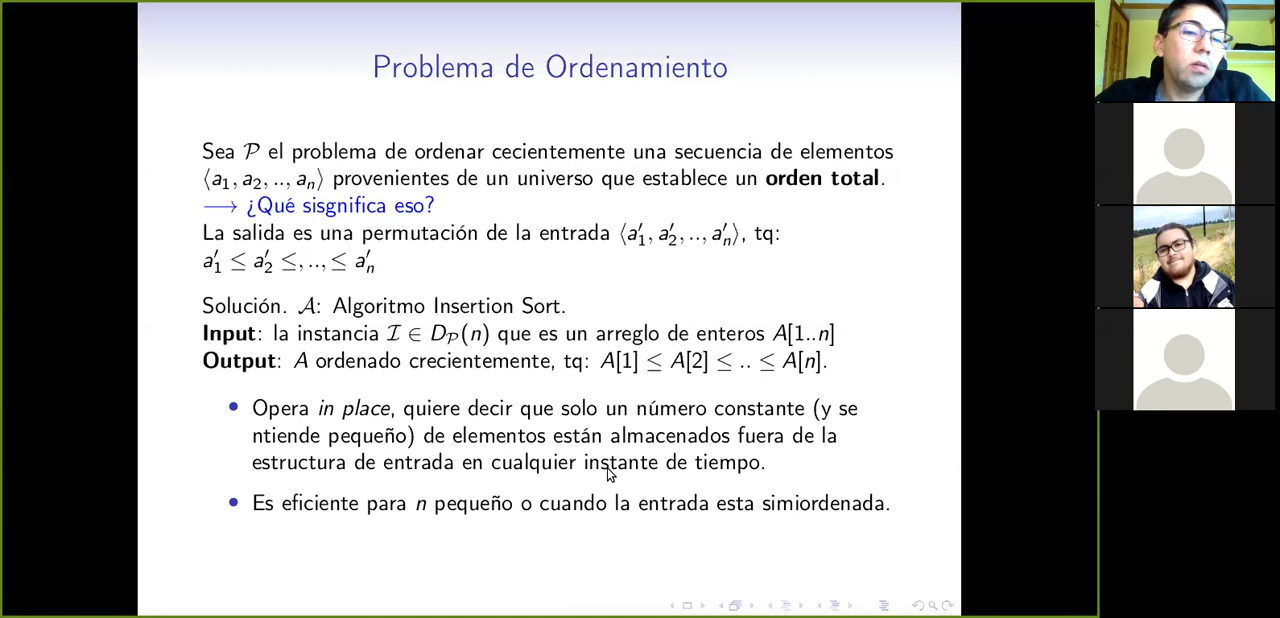 Problema de Ordenamiento
Sea 𝒫 el problema de ordenar cecientemente una secuencia de elementos
⟨a₁, a₂, .., aₙ⟩ provenientes de un universo que establece un orden total.
⟶ ¿Qué sisgnifica eso?
La salida es una permutación de la entrada ⟨a′₁, a′₂, .., a′ₙ⟩, tq:
a′₁ ≤ a′₂ ≤, .., ≤ a′ₙ
Solución. 𝒜: Algoritmo Insertion Sort.
Input: la instancia ℐ ∈ D𝒫(n) que es un arreglo de enteros A[1..n]
Output: A ordenado crecientemente, tq: A[1] ≤ A[2] ≤ .. ≤ A[n].
• Opera in place, quiere decir que solo un número constante (y se
ntiende pequeño) de elementos están almacenados fuera de la
estructura de entrada en cualquier instante de tiempo.
• Es eficiente para n pequeño o cuando la entrada esta simiordenada.